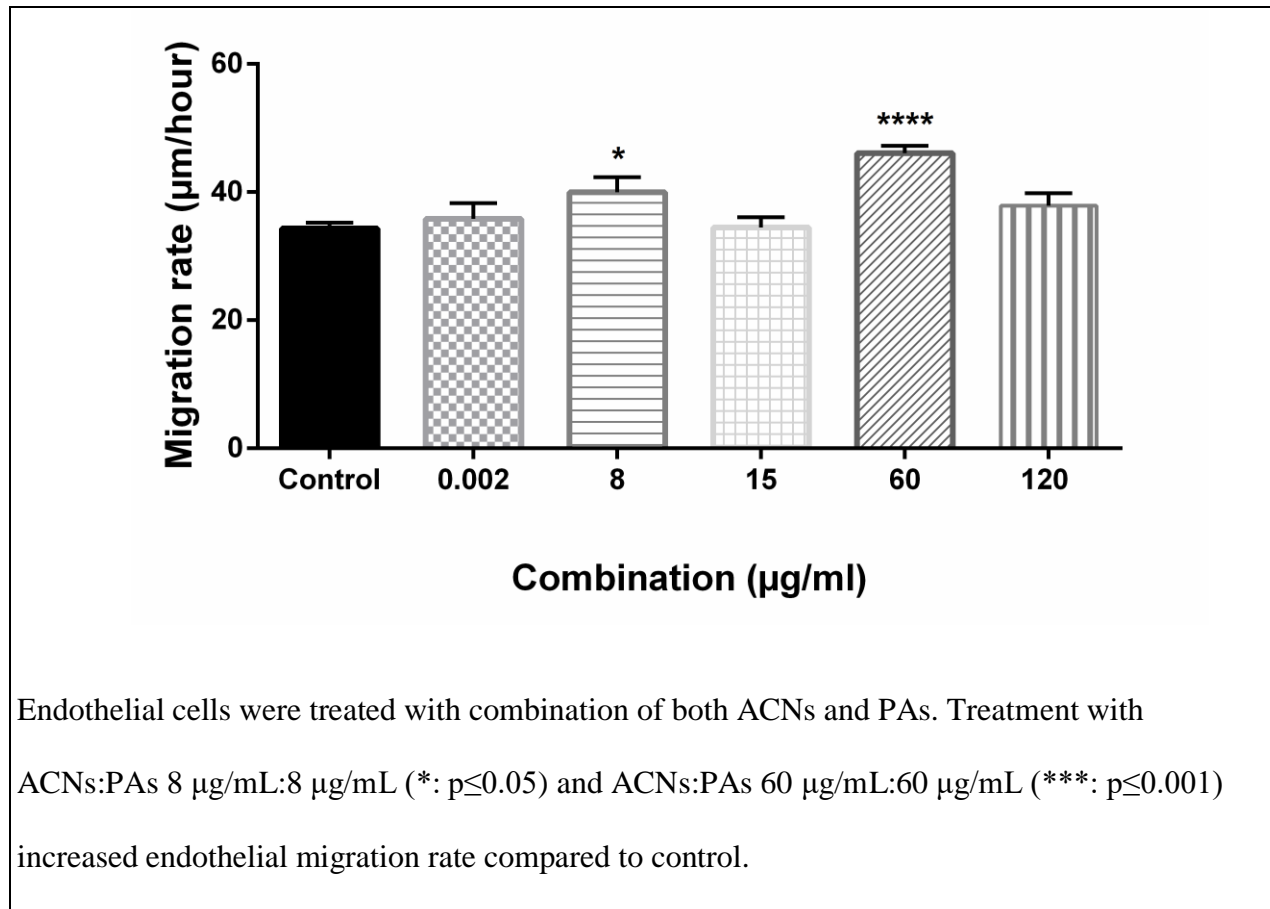 60
****
*
40
20
0
Migration rate (µm/hour)
Control 0.002 8 15 60 120
Combination (µg/ml)
Endothelial cells were treated with combination of both ACNs and PAs. Treatment with
ACNs:PAs 8 µg/mL:8 µg/mL (*: p≤0.05) and ACNs:PAs 60 µg/mL:60 µg/mL (***: p≤0.001)
increased endothelial migration rate compared to control.